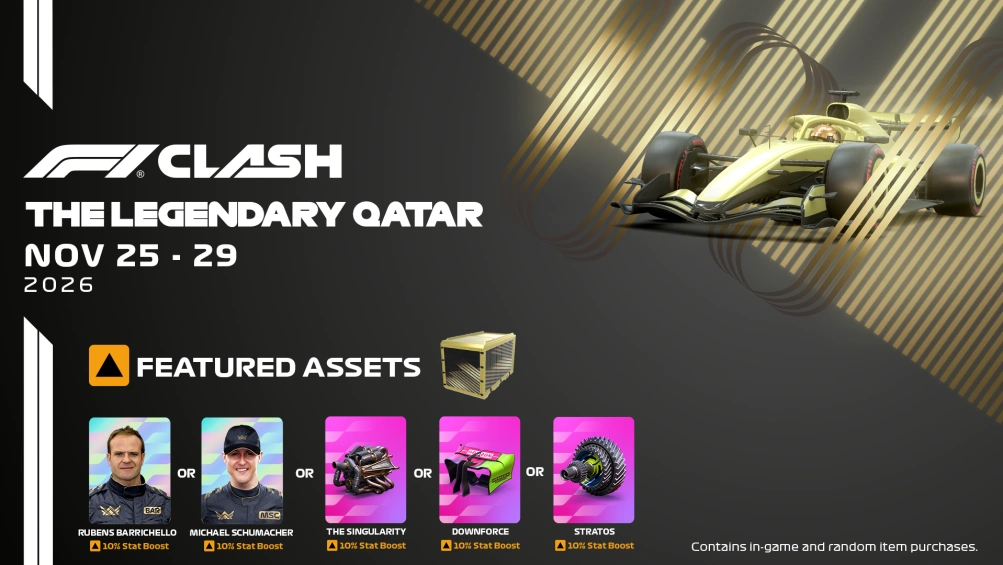 F1® CLASH
THE LEGENDARY QATAR
NOV 25 - 29
2026
FEATURED ASSETS
OR OR OR OR
BAG MSC
RUBENS BARRICHELLO MICHAEL SCHUMACHER THE SINGULARITY DOWNFORCE STRATOS
10% Stat Boost 10% Stat Boost 10% Stat Boost 10% Stat Boost 10% Stat Boost
Contains in-game and random item purchases.